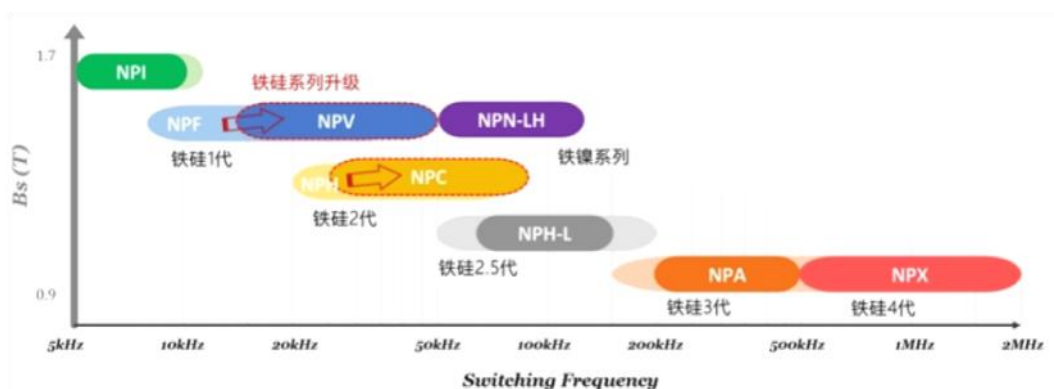 1.7
NPI
铁硅系列升级
NPF
NPV
NPN-LH
铁硅1代
铁镍系列
Bs (T)
NPH
NPC
铁硅2代
NPH-L
铁硅2.5代
0.9
NPA
NPX
铁硅3代
铁硅4代
5kHz 10kHz 20kHz 50kHz 100kHz 200kHz 500kHz 1MHz 2MHz
Switching Frequency